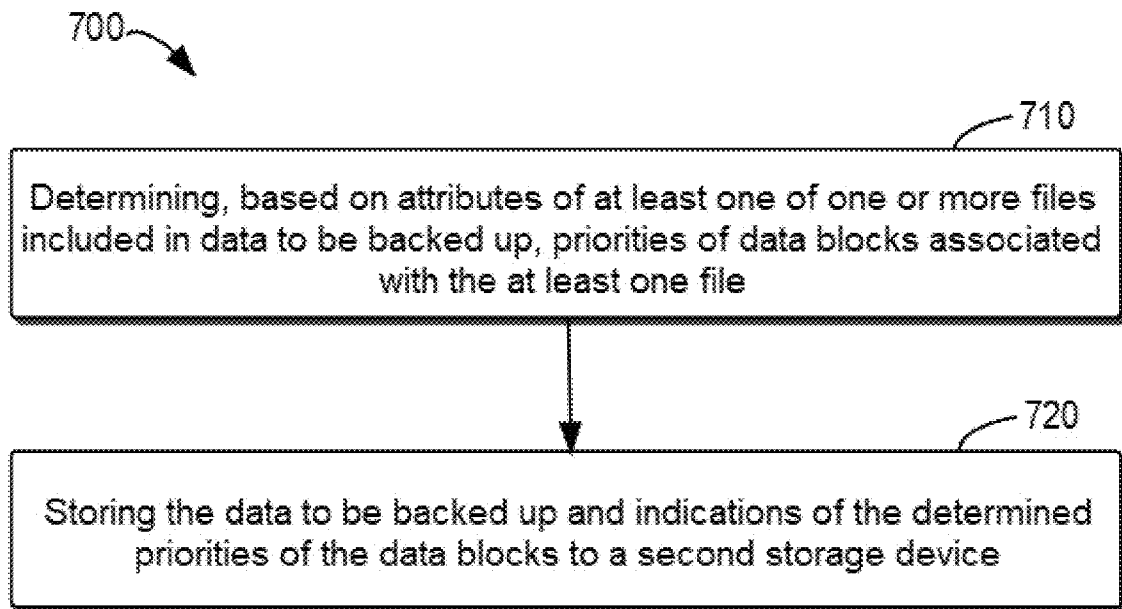 700
710
Determining, based on attributes of at least one of one or more files
included in data to be backed up, priorities of data blocks associated
with the at least one file
720
Storing the data to be backed up and indications of the determined
priorities of the data blocks to a second storage device